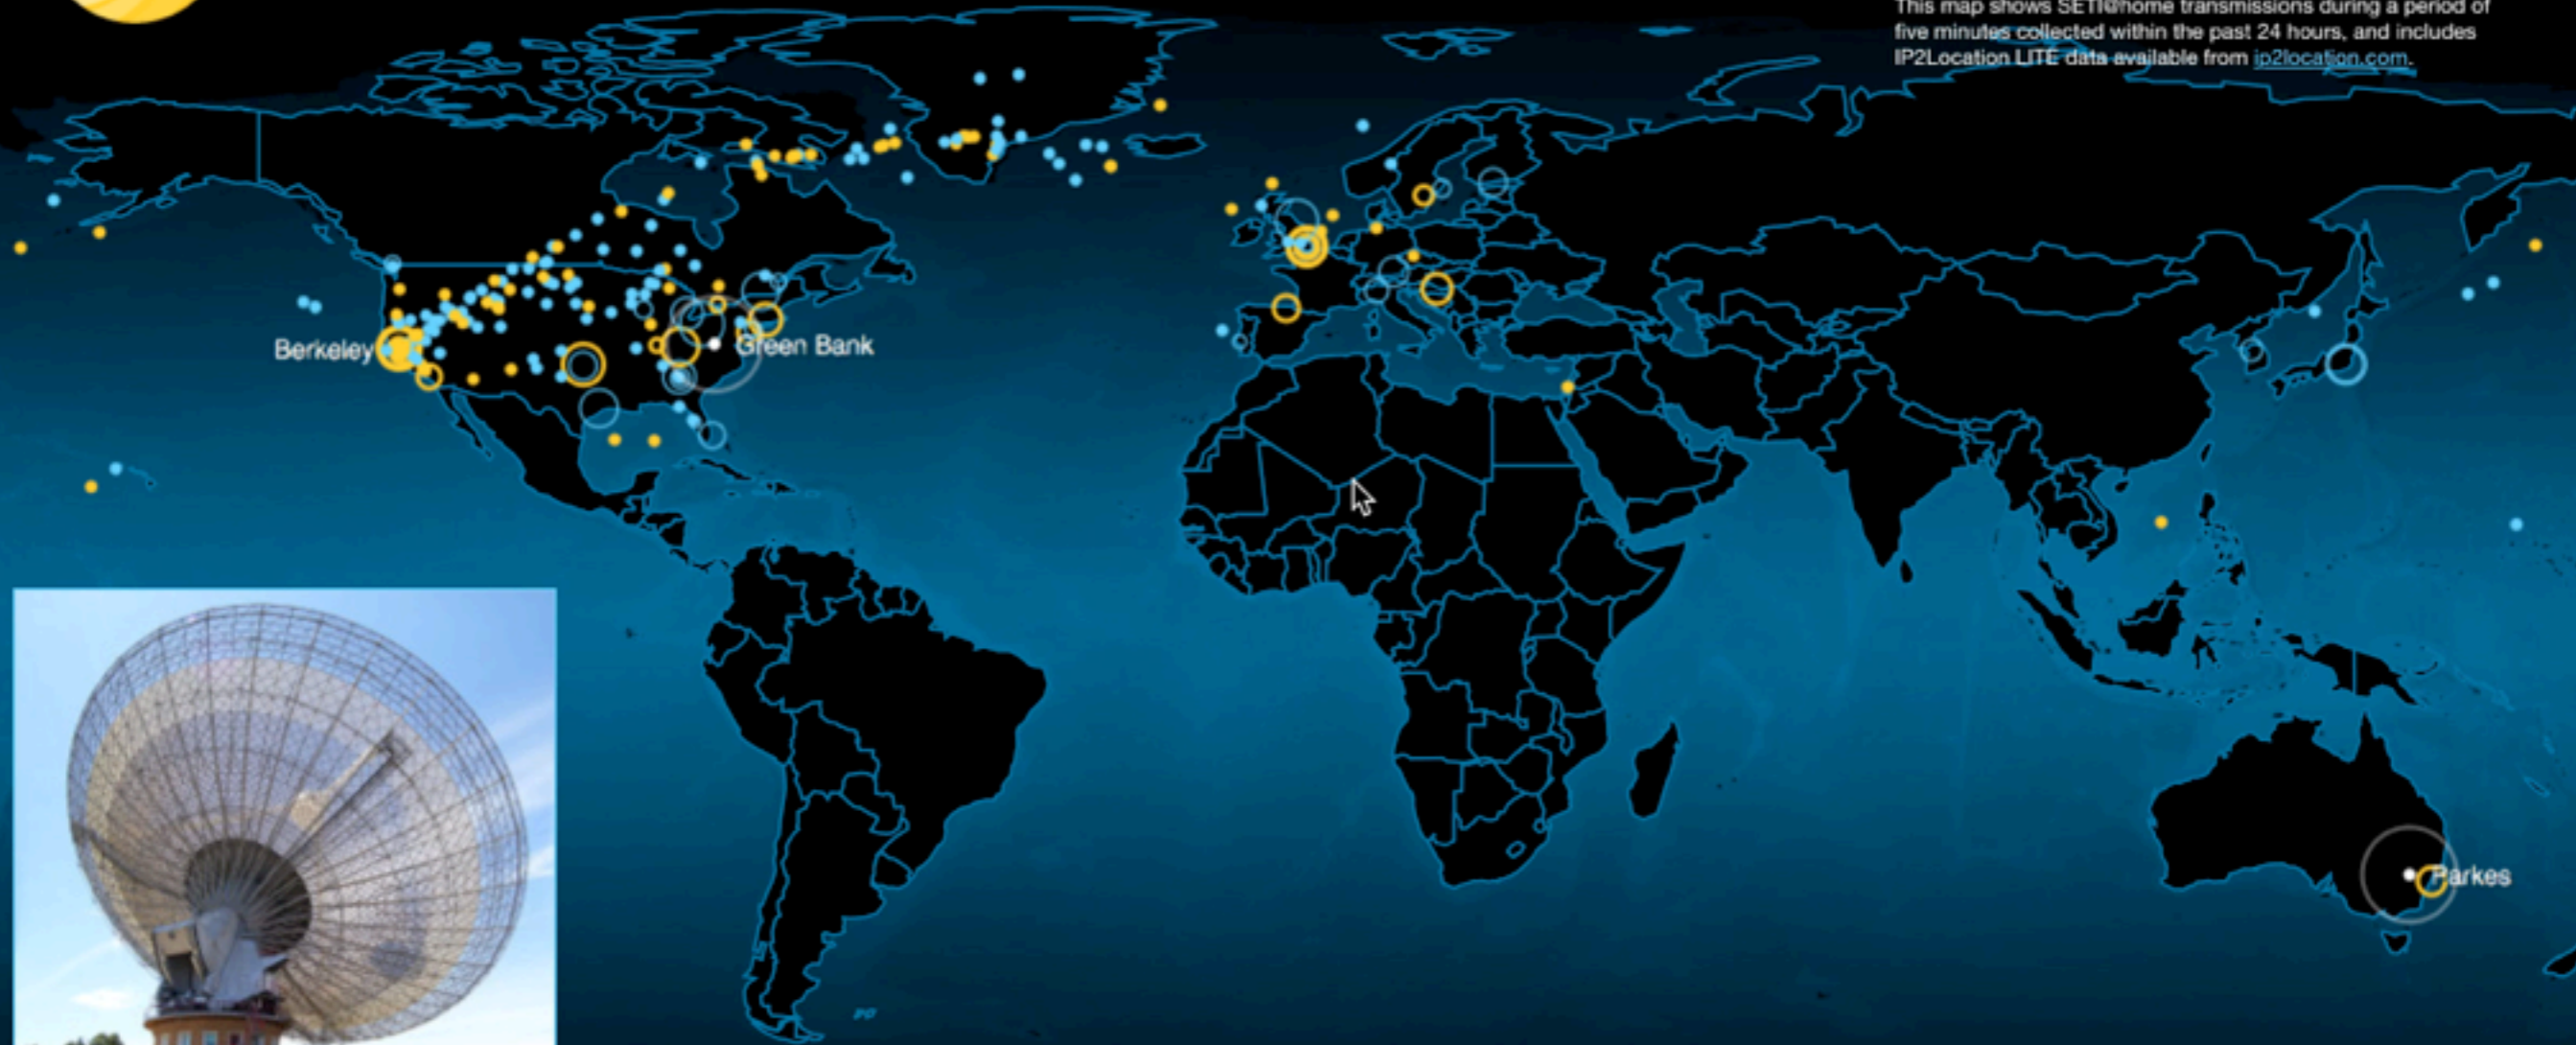 This map shows SETI@home transmissions during a period of
five minutes collected within the past 24 hours, and includes
IP2Location LITE data available from ip2location.com.
Berkeley
Green Bank
Parkes